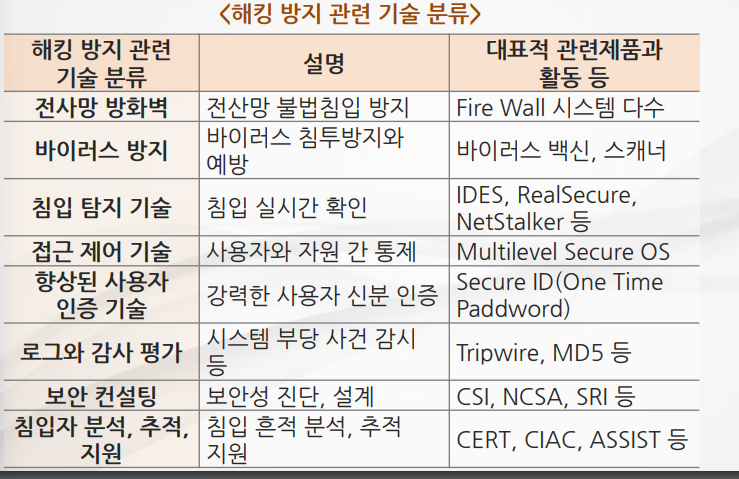 <해킹 방지 관련 기술 분류>
해킹 방지 관련
기술 분류
설명
대표적 관련제품과
활동 등
전사망 방화벽
전산망 불법침입 방지
Fire Wall 시스템 다수
바이러스 방지
바이러스 침투방지와
예방
바이러스 백신, 스캐너
침입 탐지 기술
침입 실시간 확인
IDES, RealSecure,
NetStalker 등
접근 제어 기술
사용자와 자원 간 통제
Multilevel Secure OS
향상된 사용자
인증 기술
강력한 사용자 신분 인증
Secure ID(One Time
Paddword)
로그와 감사 평가
시스템 부당 사건 감시
등
Tripwire, MD5 등
보안 컨설팅
보안성 진단, 설계
CSI, NCSA, SRI 등
침입자 분석, 추적,
지원
침입 흔적 분석, 추적
지원
CERT, CIAC, ASSIST 등